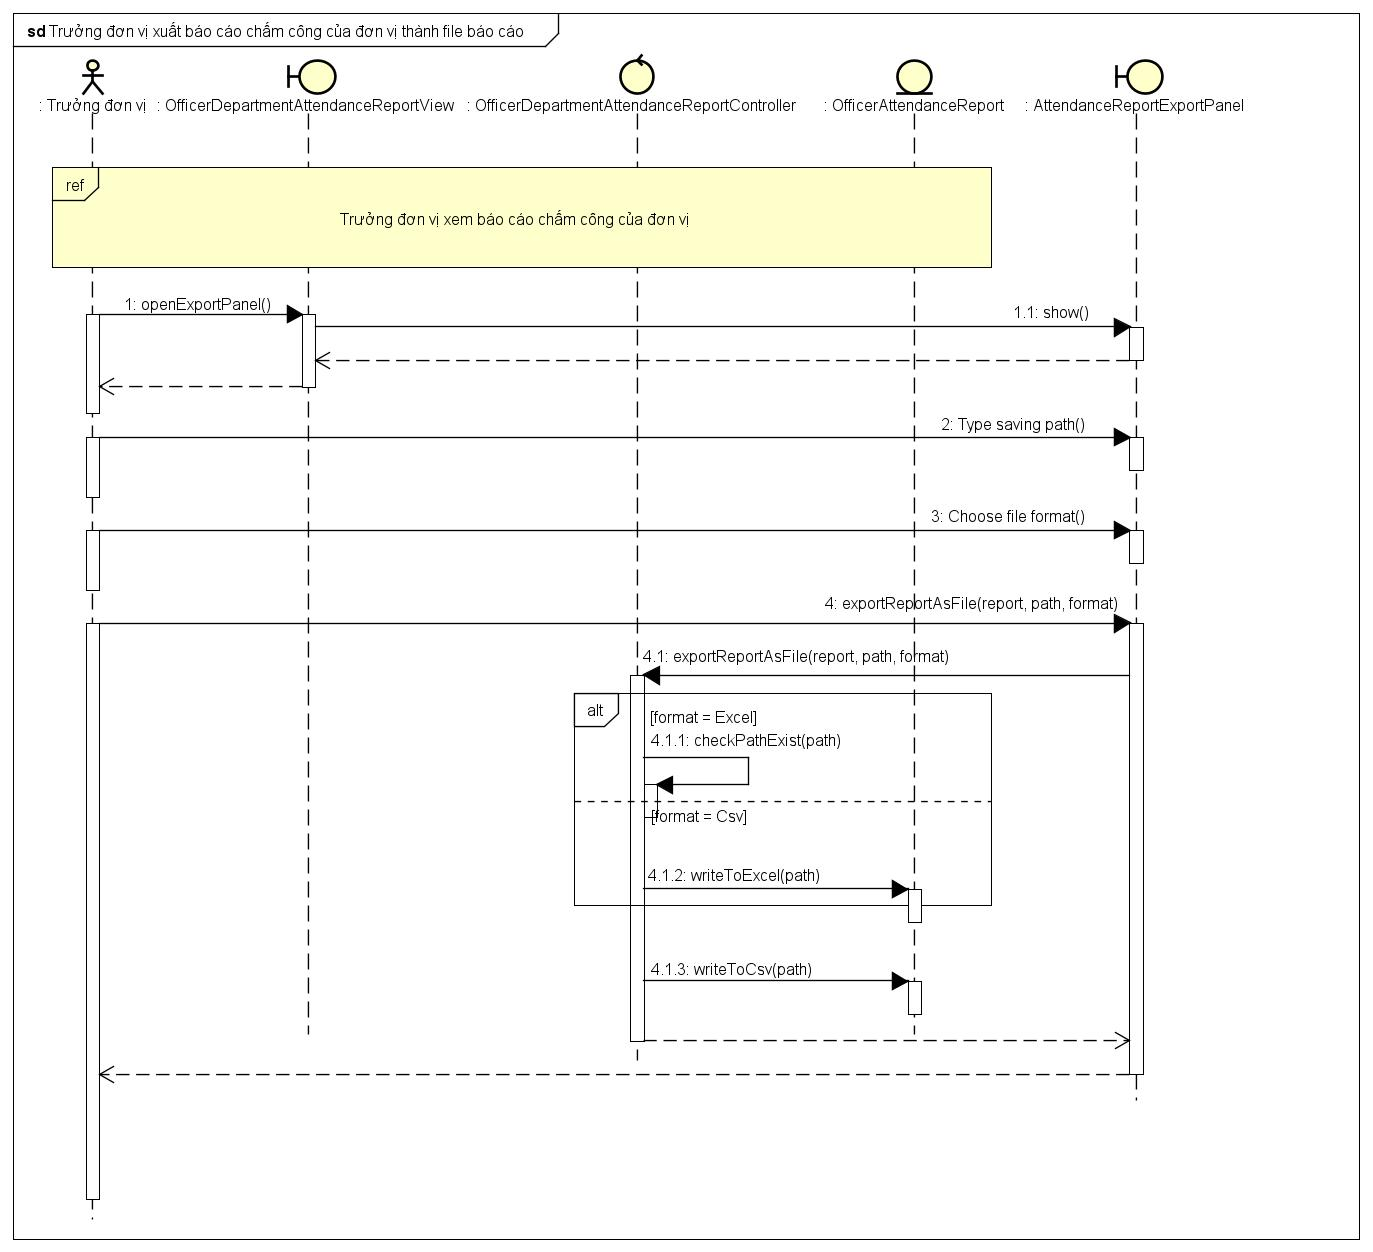 sd Trưởng đơn vị xuất báo cáo chấm công của đơn vị thành file báo cáo
: Trưởng đơn vị
: OfficerDepartmentAttendanceReportView
: OfficerDepartmentAttendanceReportController
: OfficerAttendanceReport
: AttendanceReportExportPanel
ref
Trưởng đơn vị xem báo cáo chấm công của đơn vị
1: openExportPanel()
1.1: show()
2: Type saving path()
3: Choose file format()
4: exportReportAsFile(report, path, format)
4.1: exportReportAsFile(report, path, format)
alt
[format = Excel]
4.1.1: checkPathExist(path)
[format = Csv]
4.1.2: writeToExcel(path)
4.1.3: writeToCsv(path)